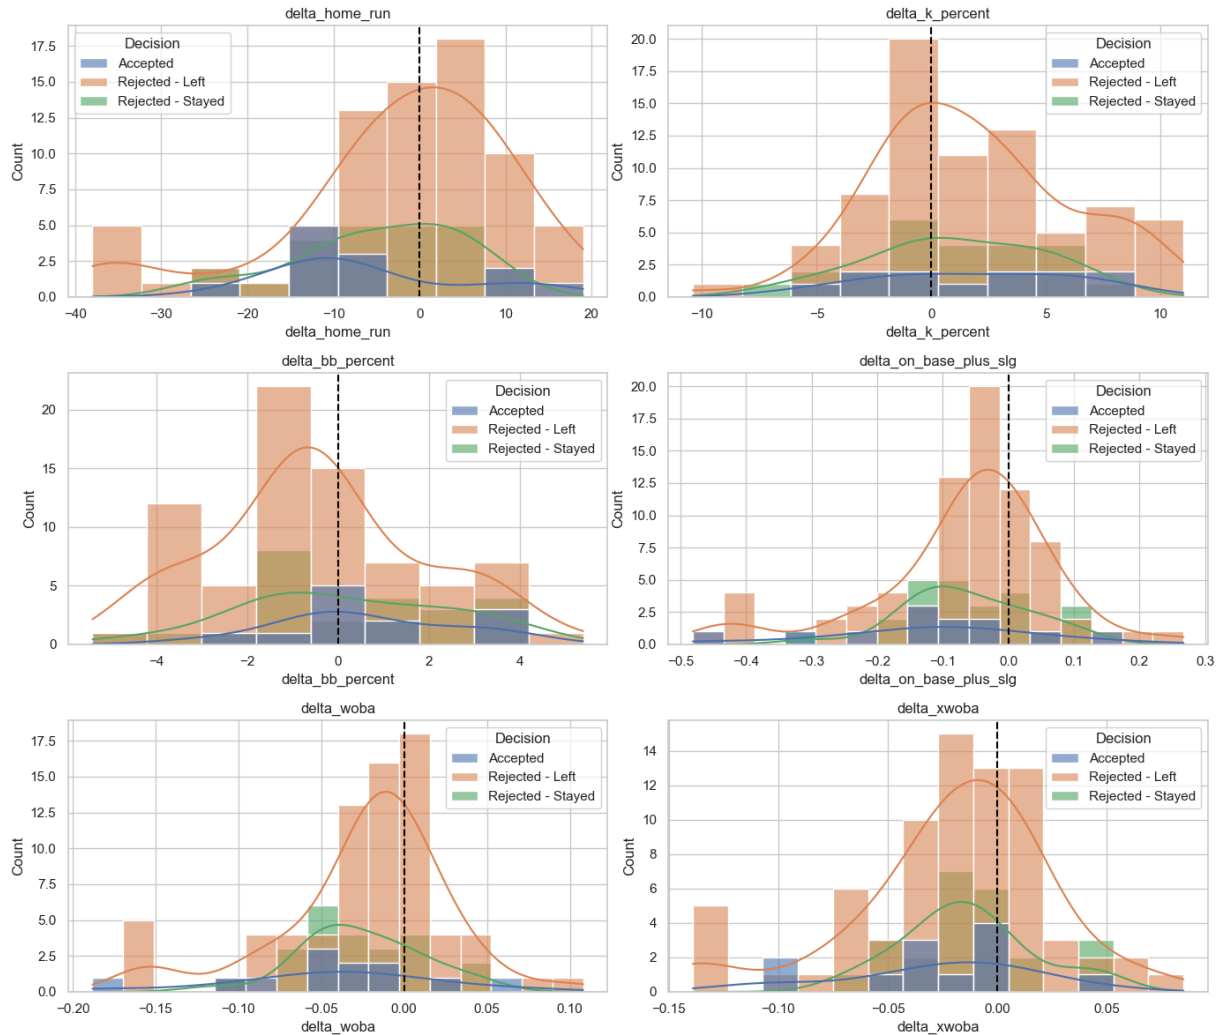 delta_home_run
Decision
Accepted
Rejected - Left
Rejected - Stayed
Count
17.5
15.0
12.5
10.0
7.5
5.0
2.5
0.0
−40
−30
−20
−10
0
10
20
delta_home_run
delta_k_percent
Decision
Accepted
Rejected - Left
Rejected - Stayed
Count
20.0
17.5
15.0
12.5
10.0
7.5
5.0
2.5
0.0
−10
−5
0
5
10
delta_k_percent
delta_bb_percent
Decision
Accepted
Rejected - Left
Rejected - Stayed
Count
20
15
10
5
0
−4
−2
0
2
4
delta_bb_percent
delta_on_base_plus_slg
Decision
Accepted
Rejected - Left
Rejected - Stayed
Count
20.0
17.5
15.0
12.5
10.0
7.5
5.0
2.5
0.0
−0.5
−0.4
−0.3
−0.2
−0.1
0.0
0.1
0.2
0.3
delta_on_base_plus_slg
delta_woba
Decision
Accepted
Rejected - Left
Rejected - Stayed
Count
17.5
15.0
12.5
10.0
7.5
5.0
2.5
0.0
−0.20
−0.15
−0.10
−0.05
0.00
0.05
0.10
delta_woba
delta_xwoba
Decision
Accepted
Rejected - Left
Rejected - Stayed
Count
14
12
10
8
6
4
2
0
−0.10
−0.05
0.00
0.05
delta_xwoba